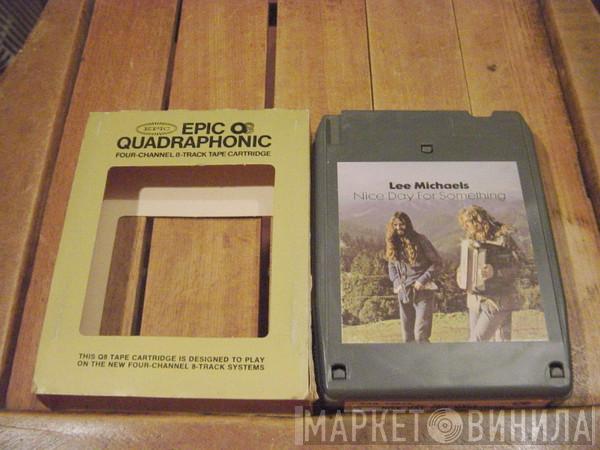 EPIC
EPIC Q8
QUADRAPHONIC
FOUR-CHANNEL 8-TRACK TAPE CARTRIDGE
THIS Q8 TAPE CARTRIDGE IS DESIGNED TO PLAY
ON THE NEW FOUR-CHANNEL 8-TRACK SYSTEMS
Lee Michaels
Nice Day For Something
МАРКЕТ ВИНИЛА